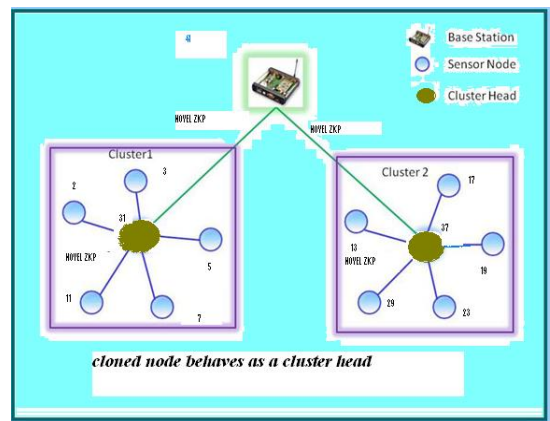 Base Station
Sensor Node
Cluster Head
NOVEL ZKP
NOVEL ZKP
Cluster1
3
2
31
5
NOVEL ZKP
11
7
Cluster 2
17
37
13
NOVEL ZKP
19
29
23
cloned node behaves as a cluster head